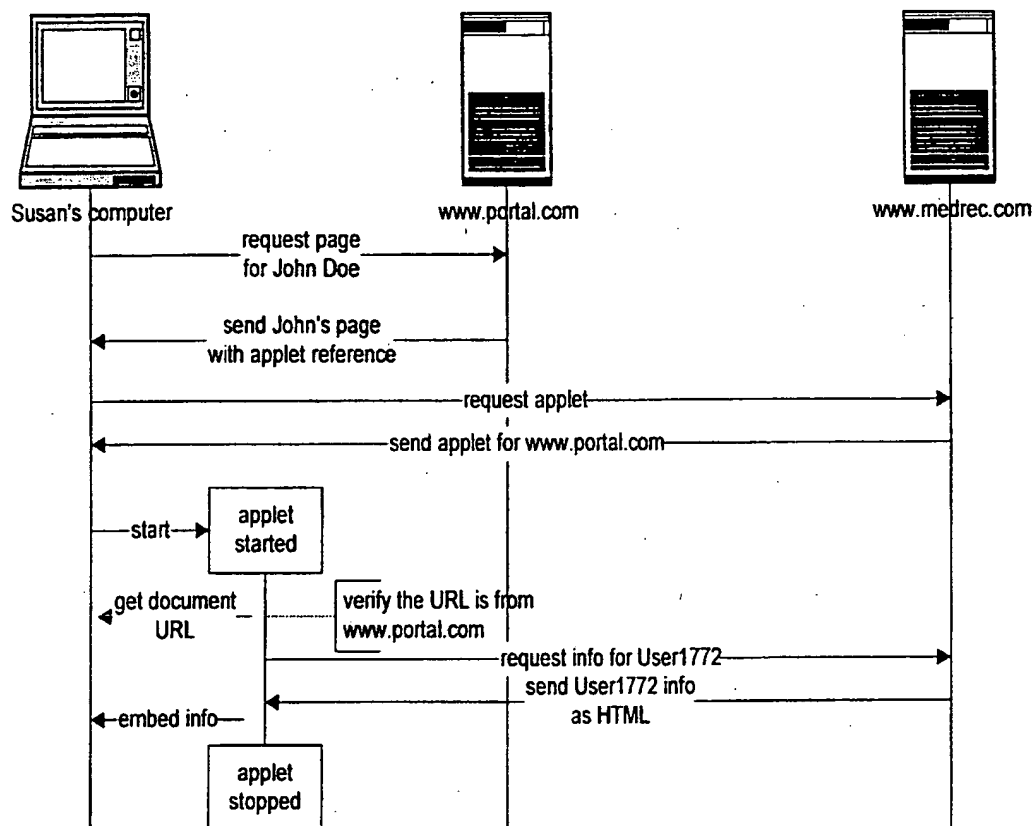 Susan's computer
www.portal.com
www.medrec.com
request page
for John Doe
send John's page
with applet reference
request applet
send applet for www.portal.com
start
applet
started
get document
URL
verify the URL is from
www.portal.com
request info for User1772
send User1772 info
as HTML
embed info
applet
stopped